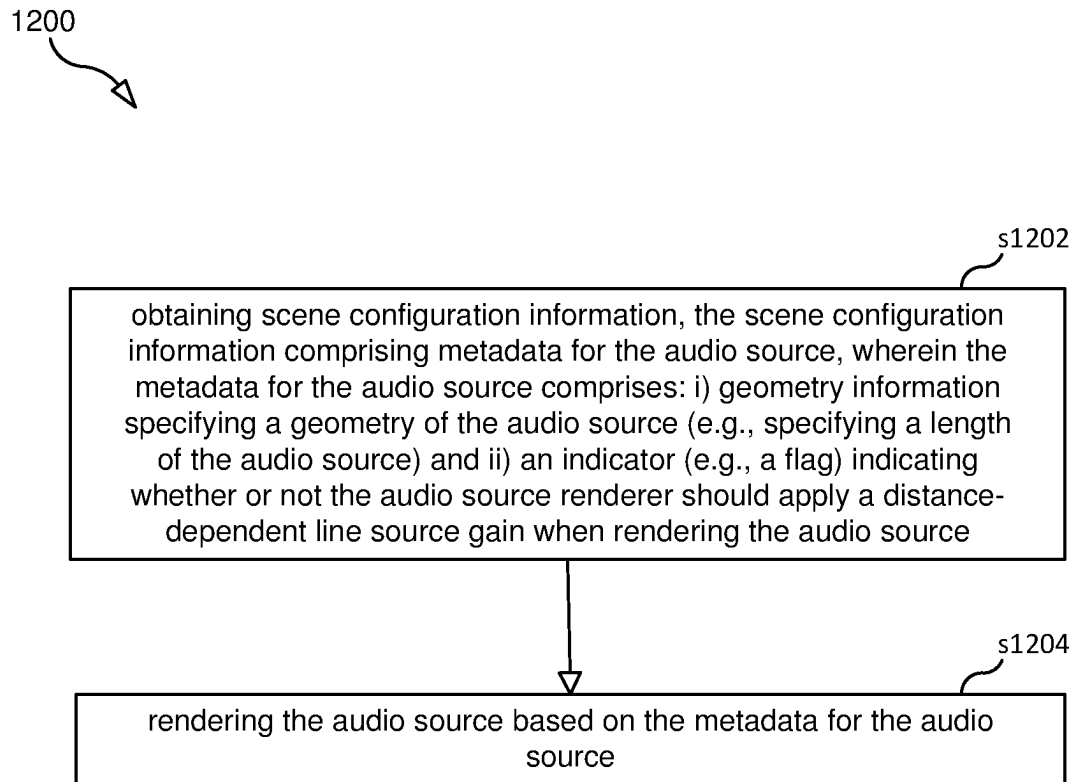 1200
s1202
obtaining scene configuration information, the scene configuration
information comprising metadata for the audio source, wherein the
metadata for the audio source comprises: i) geometry information
specifying a geometry of the audio source (e.g., specifying a length
of the audio source) and ii) an indicator (e.g., a flag) indicating
whether or not the audio source renderer should apply a distance-
dependent line source gain when rendering the audio source
s1204
rendering the audio source based on the metadata for the audio
source